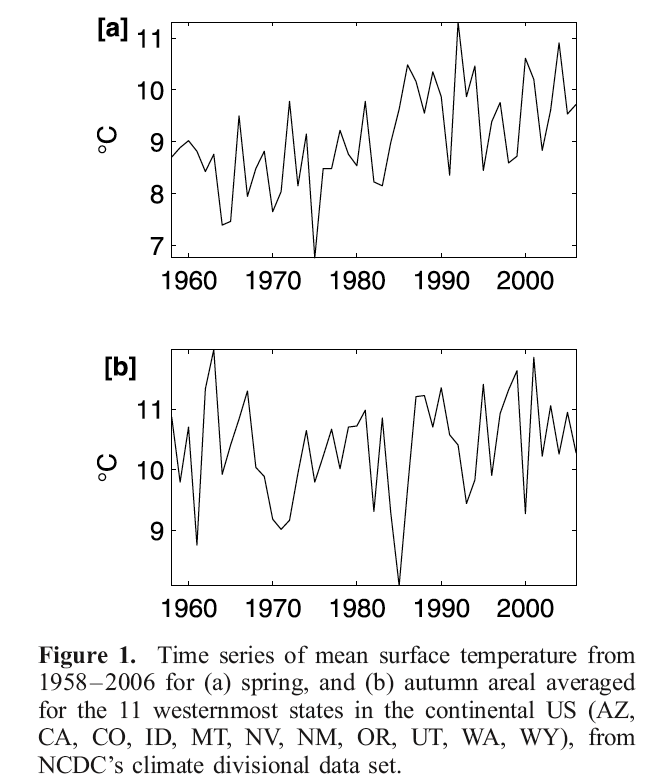 [a]
11
10
9
8
7
°C
1960 1970 1980 1990 2000
[b]
11
10
9
°C
1960 1970 1980 1990 2000
Figure 1. Time series of mean surface temperature from
1958–2006 for (a) spring, and (b) autumn areal averaged
for the 11 westernmost states in the continental US (AZ,
CA, CO, ID, MT, NV, NM, OR, UT, WA, WY), from
NCDC's climate divisional data set.